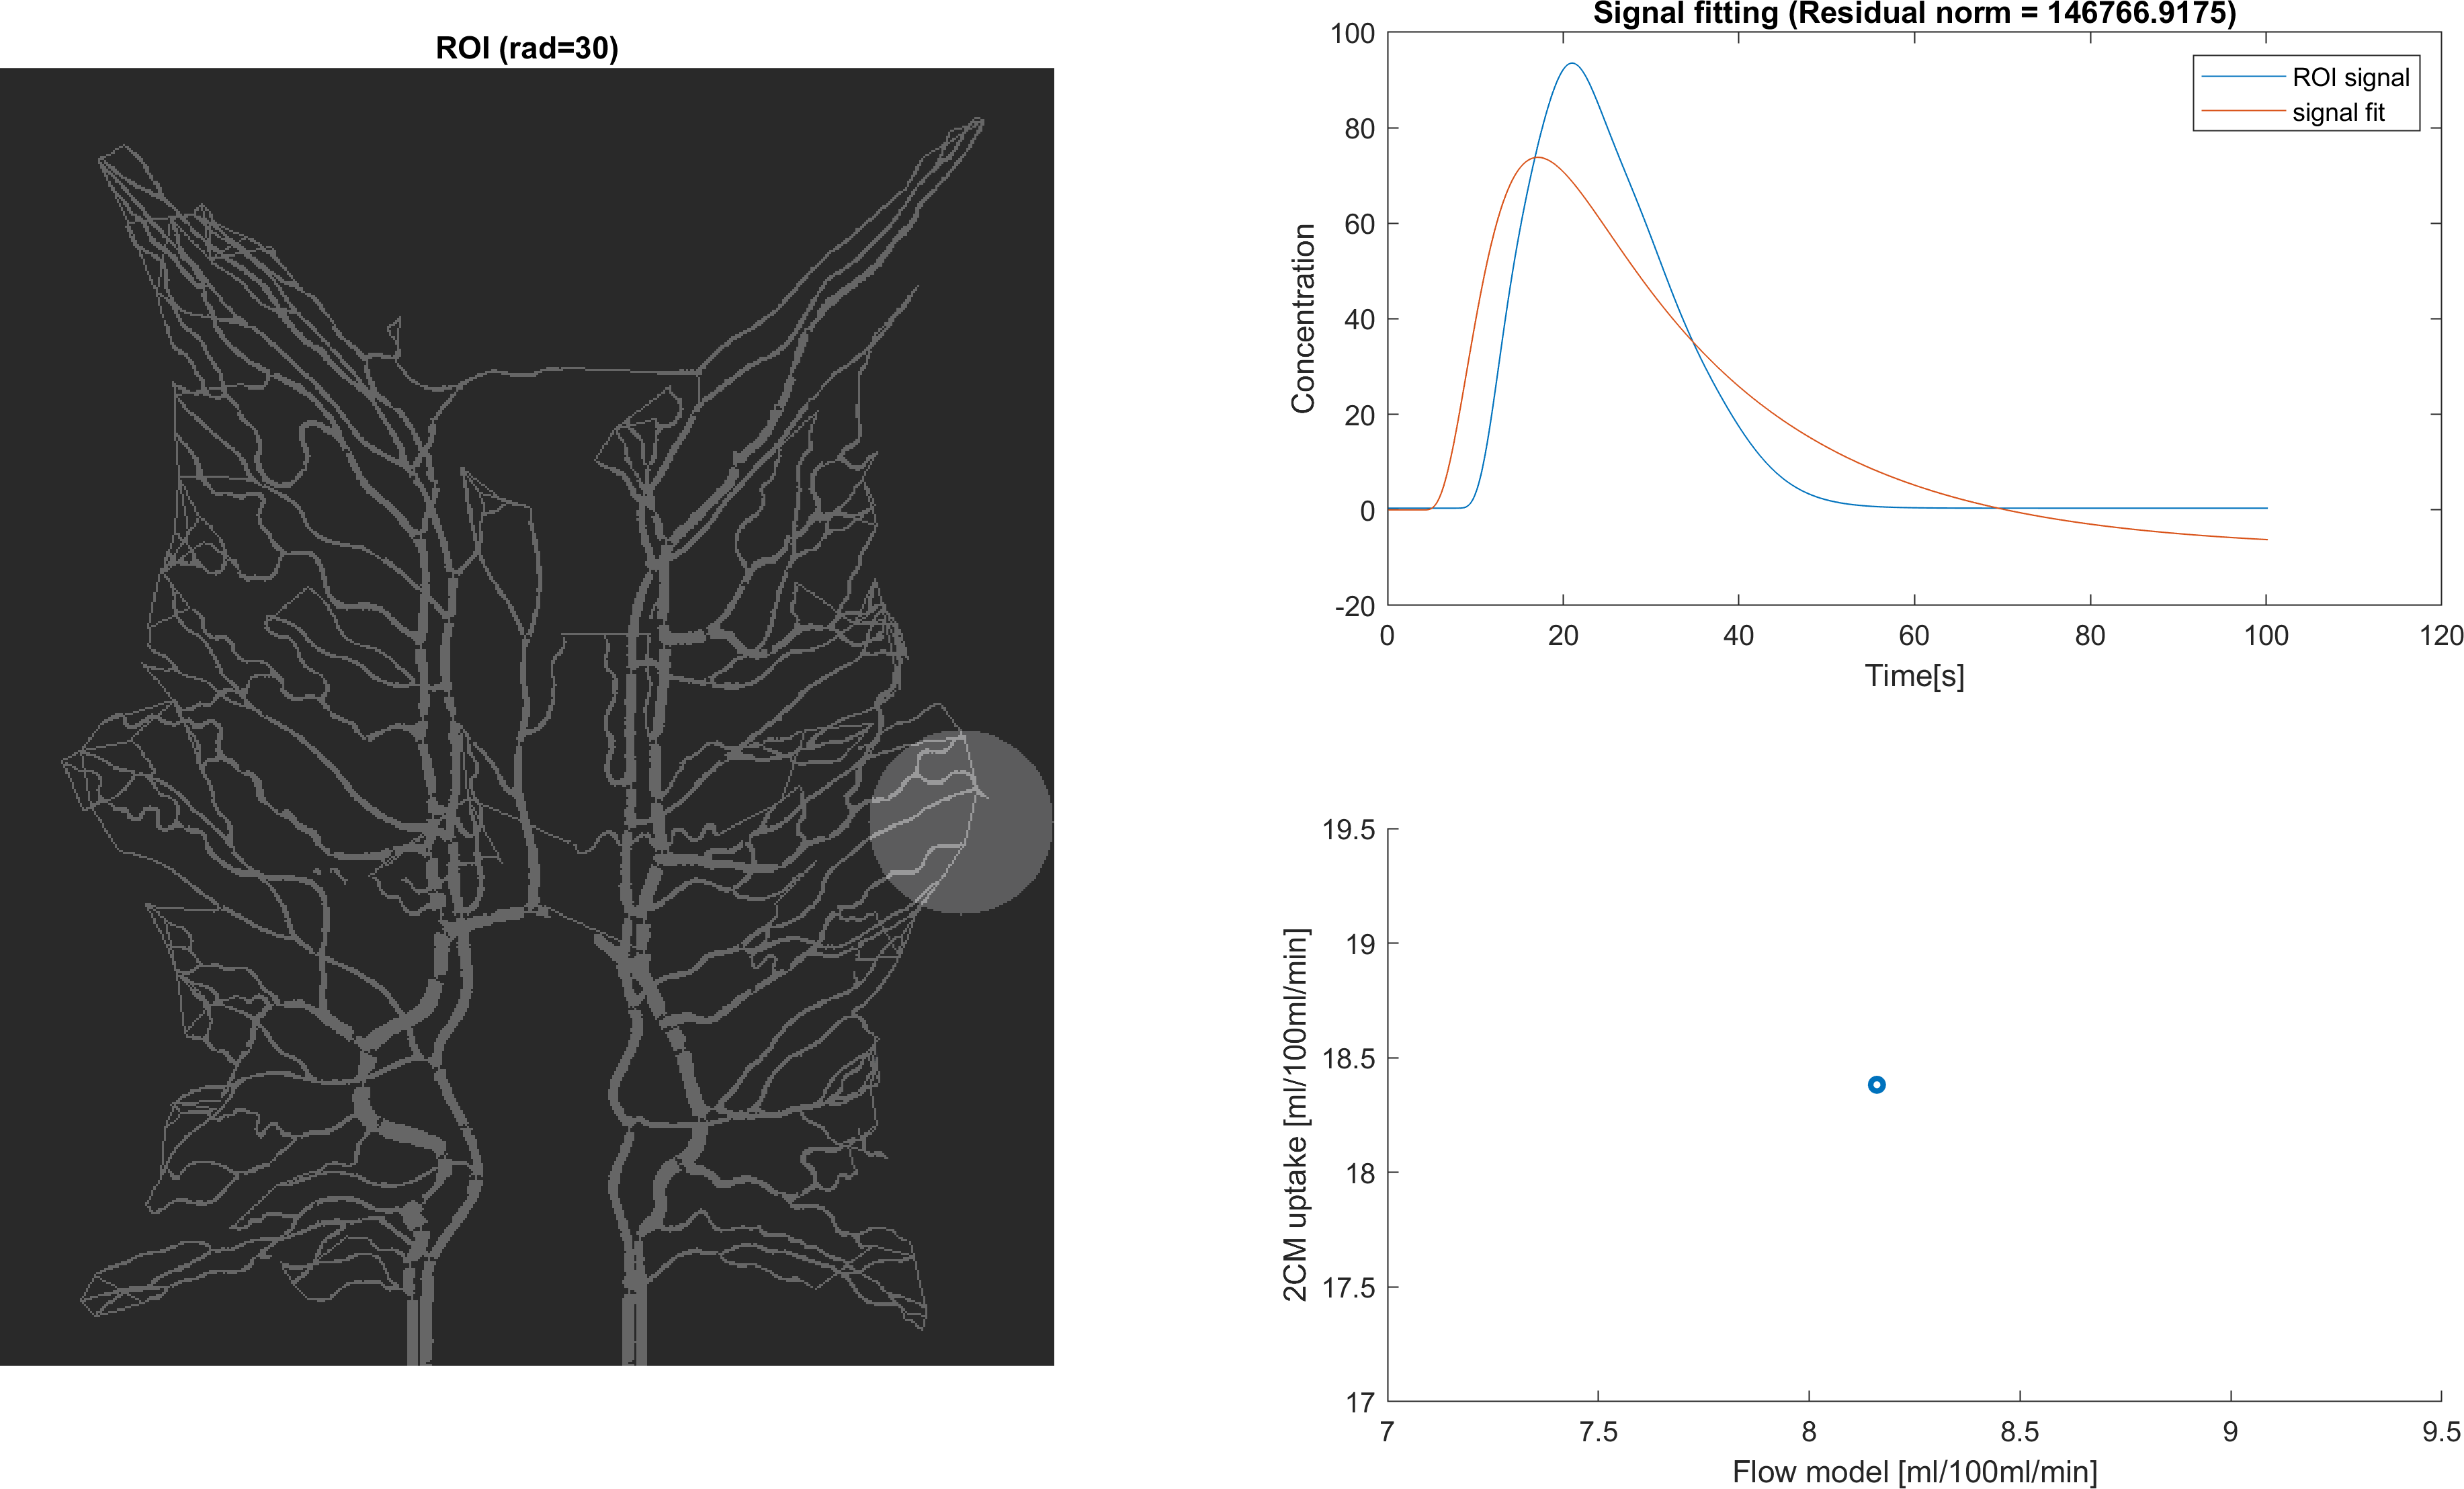 ROI (rad=30)
Signal fitting (Residual norm = 146766.9175)
100
80
60
40
20
0
-20
Concentration
ROI signal
signal fit
0 20 40 60 80 100 120
Time[s]
19.5
19
18.5
18
17.5
17
2CM uptake [ml/100ml/min]
7 7.5 8 8.5 9 9.5
Flow model [ml/100ml/min]